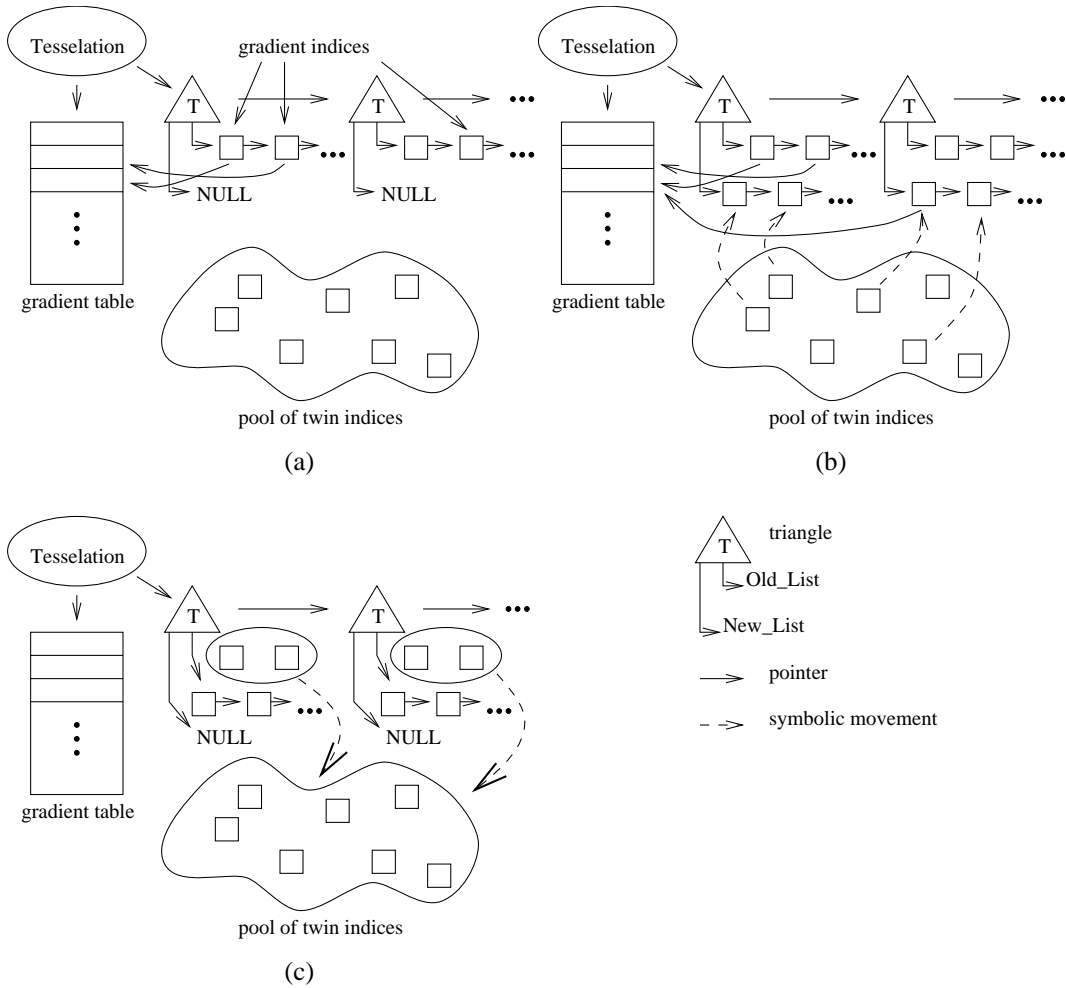 Tesselation
gradient indices
T
T
•••
•••
•••
NULL
NULL
gradient table
pool of twin indices
(a)
Tesselation
T
T
•••
•••
•••
•••
•••
gradient table
pool of twin indices
(b)
Tesselation
T
T
•••
•••
•••
NULL
NULL
gradient table
pool of twin indices
(c)
T
triangle
Old_List
New_List
pointer
symbolic movement